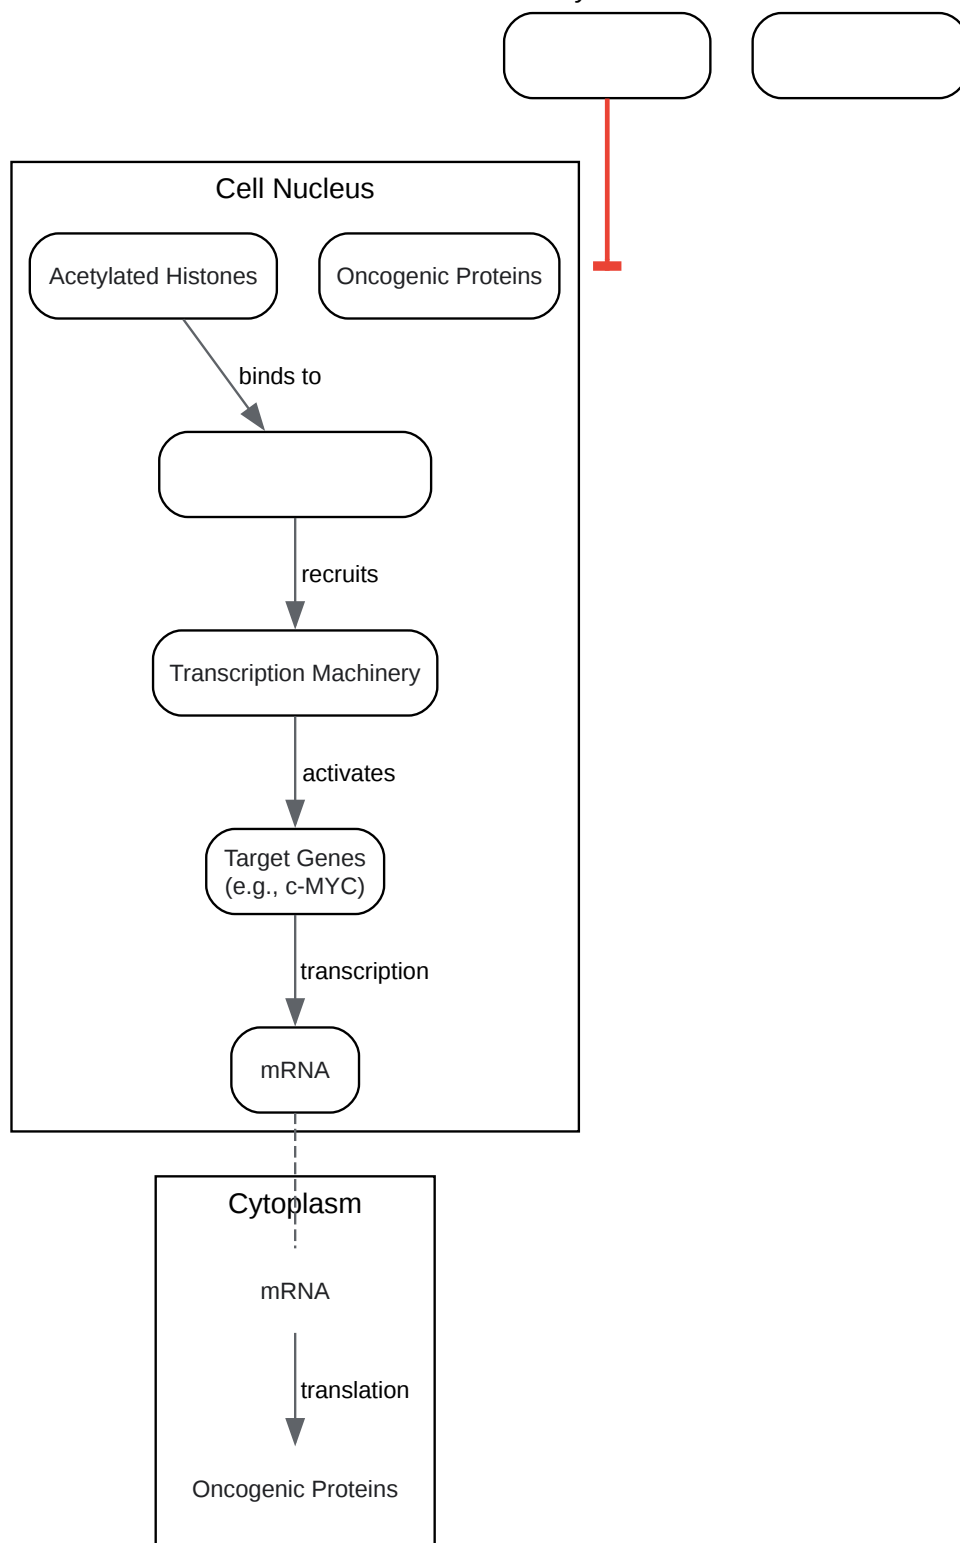 Cell Nucleus
Acetylated Histones
Oncogenic Proteins
binds to
recruits
Transcription Machinery
activates
Target Genes
(e.g., c-MYC)
transcription
mRNA
Cytoplasm
mRNA
translation
Oncogenic Proteins